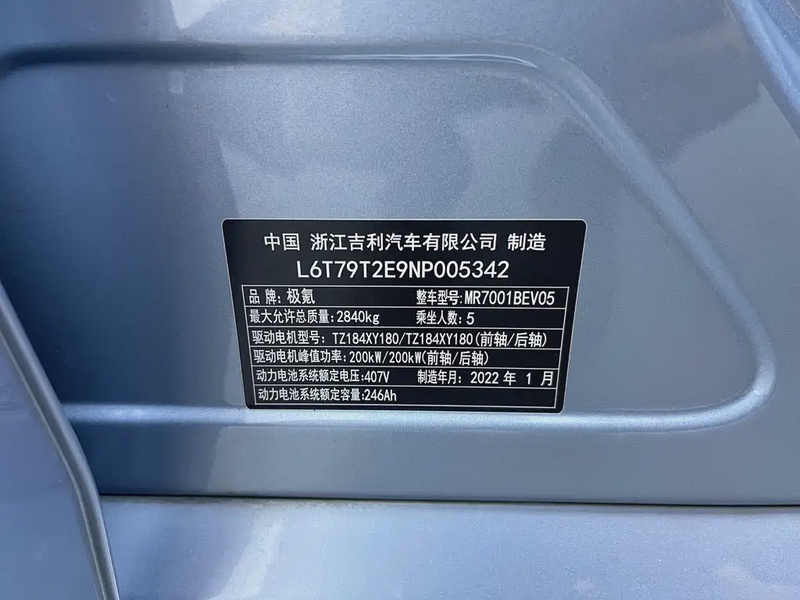 中国 浙江吉利汽车有限公司 制造
L6T79T2E9NP005342
品 牌: 极氪 整车型号: MR7001BEV05
最大允许总质量: 2840kg 乘坐人数: 5
驱动电机型号: TZ184XY180/TZ184XY180(前轴/后轴)
驱动电机峰值功率: 200kW/200kW(前轴/后轴)
动力电池系统额定电压: 407V 制造年月: 2022 年 1 月
动力电池系统额定容量: 246Ah